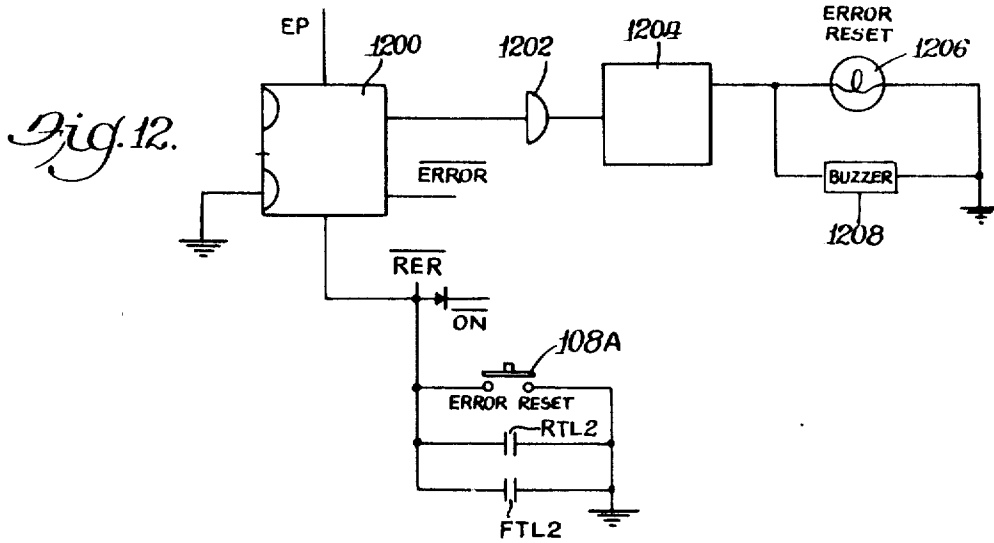 EP
1200
1202
1204
ERROR
RESET
1206
Fig. 12.
ERROR
BUZZER
1208
RER
ON
108A
ERROR RESET
RTL2
FTL2